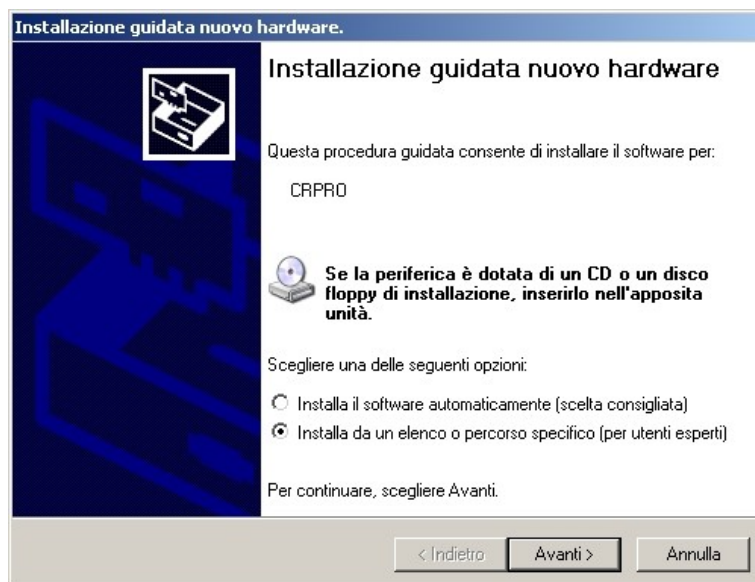 Installazione guidata nuovo hardware.
Installazione guidata nuovo hardware
Questa procedura guidata consente di installare il software per:
CRPRO
Se la periferica è dotata di un CD o un disco
floppy di installazione, inserirlo nell'apposita
unità.
Scegliere una delle seguenti opzioni:
Installa il software automaticamente (scelta consigliata)
Installa da un elenco o percorso specifico (per utenti esperti)
Per continuare, scegliere Avanti.
< Indietro
Avanti >
Annulla